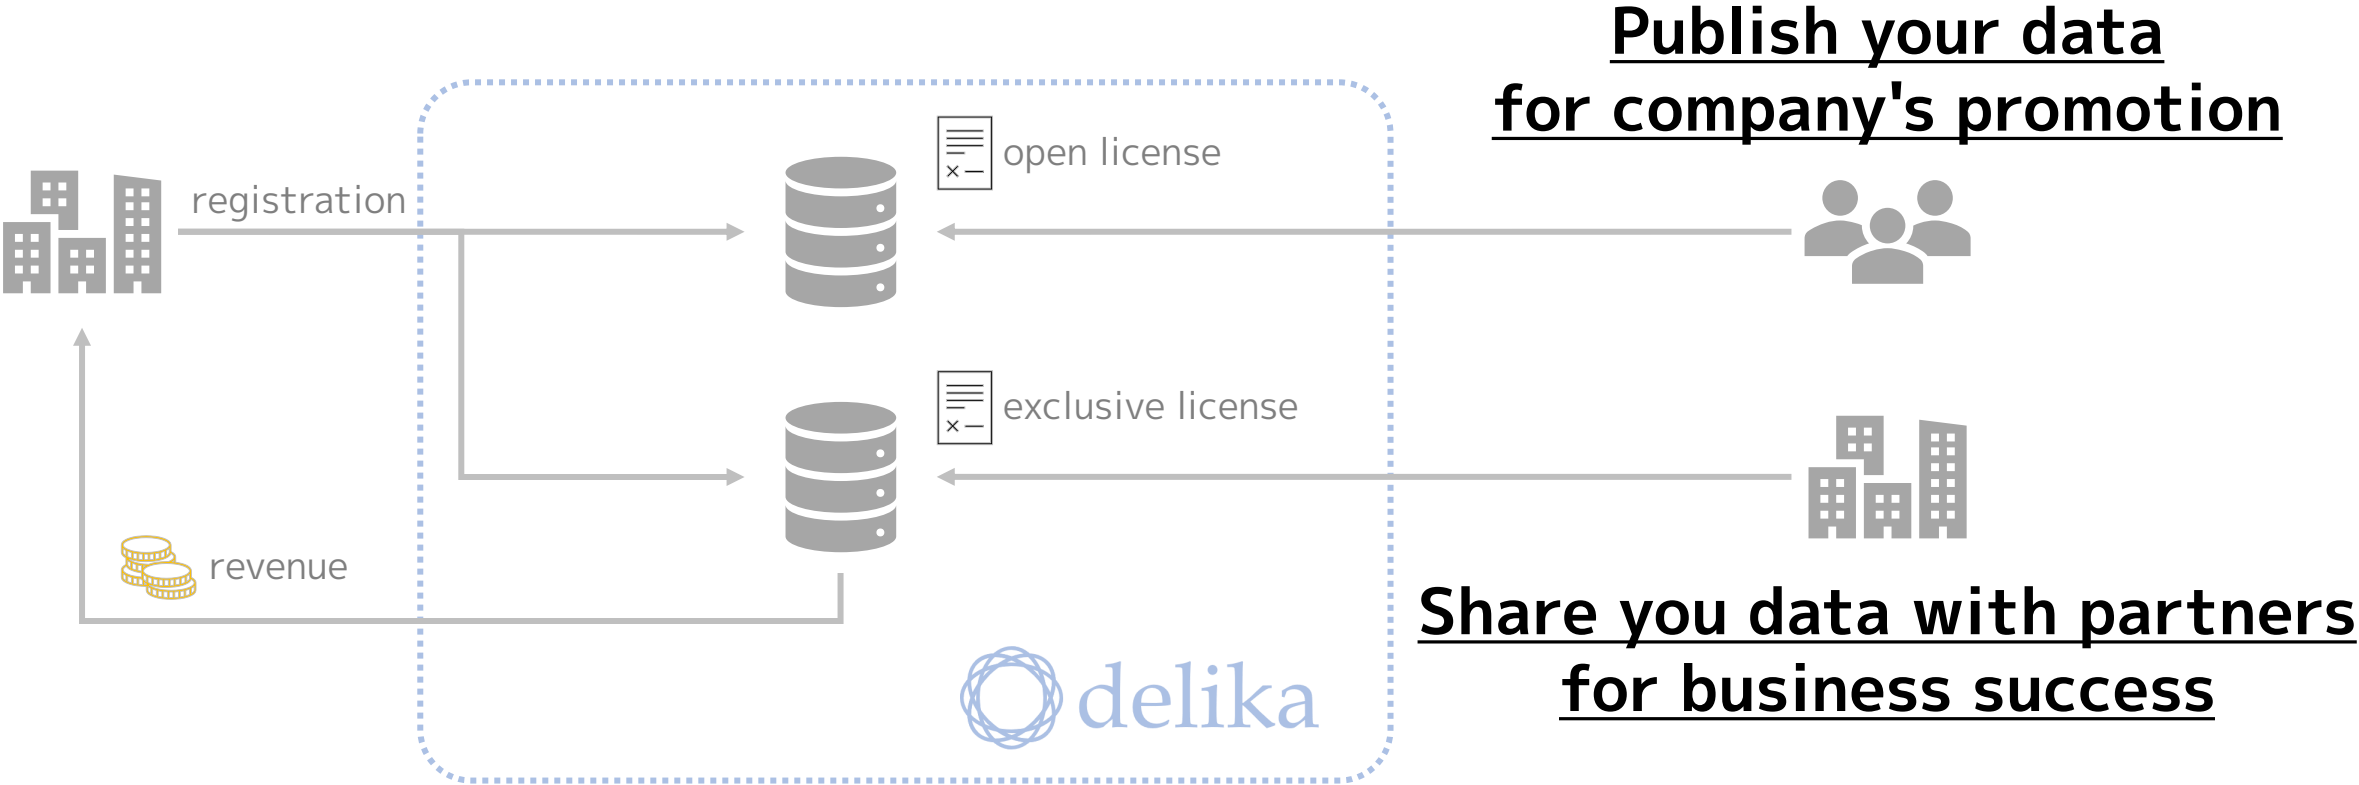 Publish your data
for company's promotion
open license
registration
exclusive license
revenue
Share you data with partners
for business success
delika